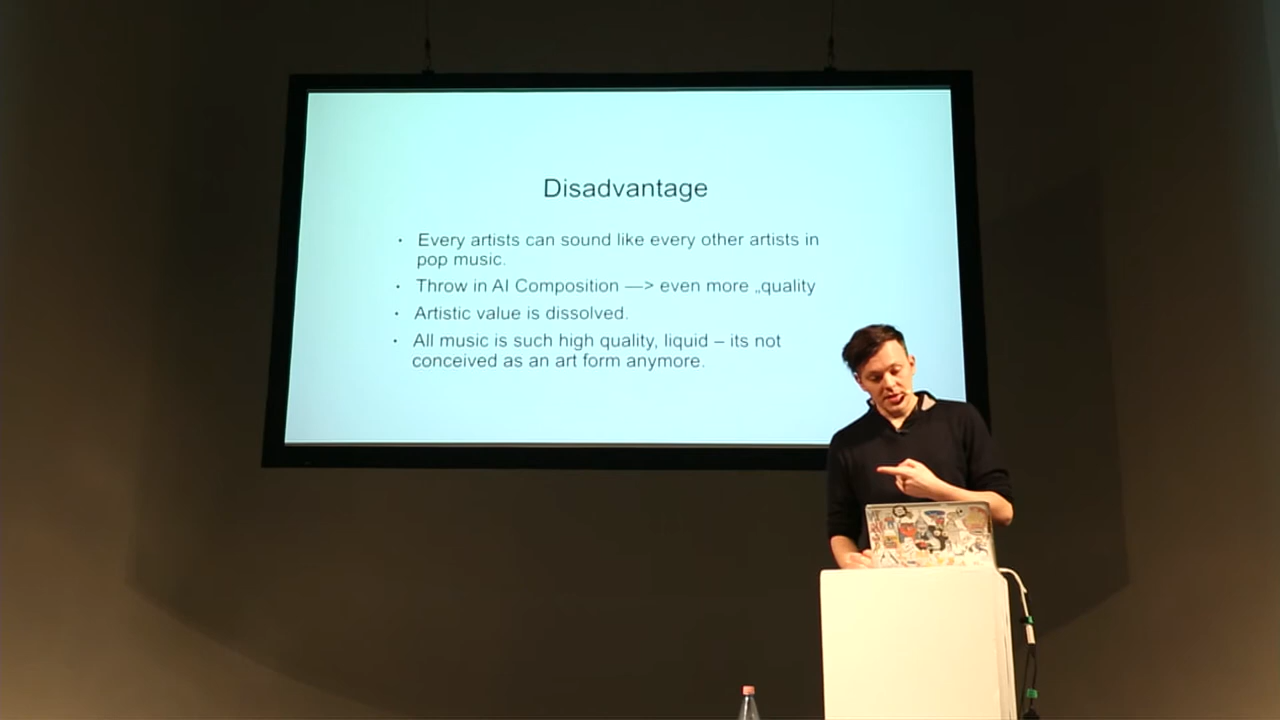 Disadvantage
· Every artists can sound like every other artists in
pop music.
· Throw in AI Composition —> even more „quality
· Artistic value is dissolved.
· All music is such high quality, liquid – its not
conceived as an art form anymore.